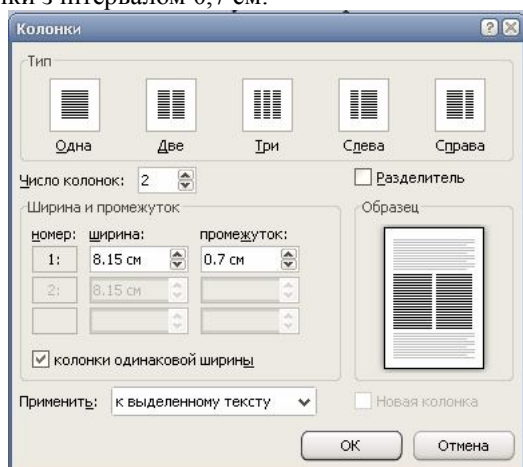 з інтервалом 0,7 см.
Колонки
Тип
Одна Две Три Слева Справа
Число колонок: 2 Разделитель
Ширина и промежуток Образец
номер: ширина: промежуток:
1: 8.15 см 0.7 см
2: 8.15 см
колонки одинаковой ширины
Применить: к выделенному тексту Новая колонка
ОК Отмена